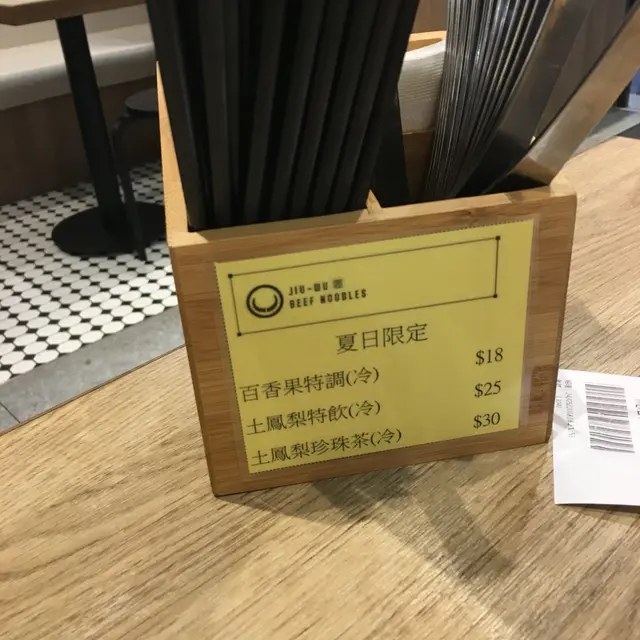 JIU-WU
BEEF NOODLES
夏日限定
百香果特調(冷) $18
土鳳梨特飲(冷) $25
土鳳梨珍珠茶(冷) $30